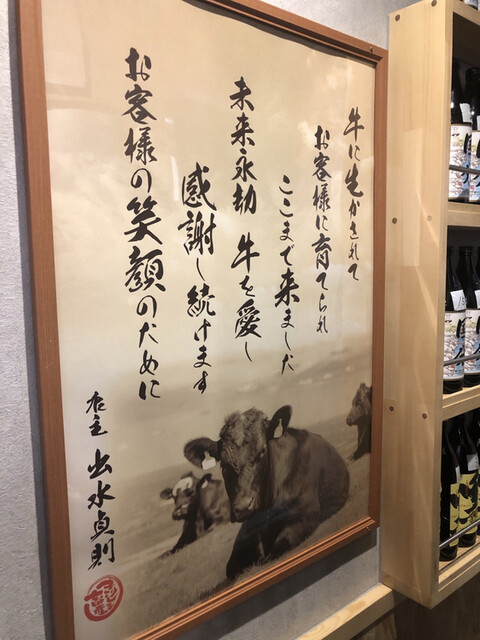 牛に生かされて
お客様に育てられ
ここまで来ました
未来永劫 牛を愛し
感謝し続けます
お客様の笑顔のために
店主 出水貞則